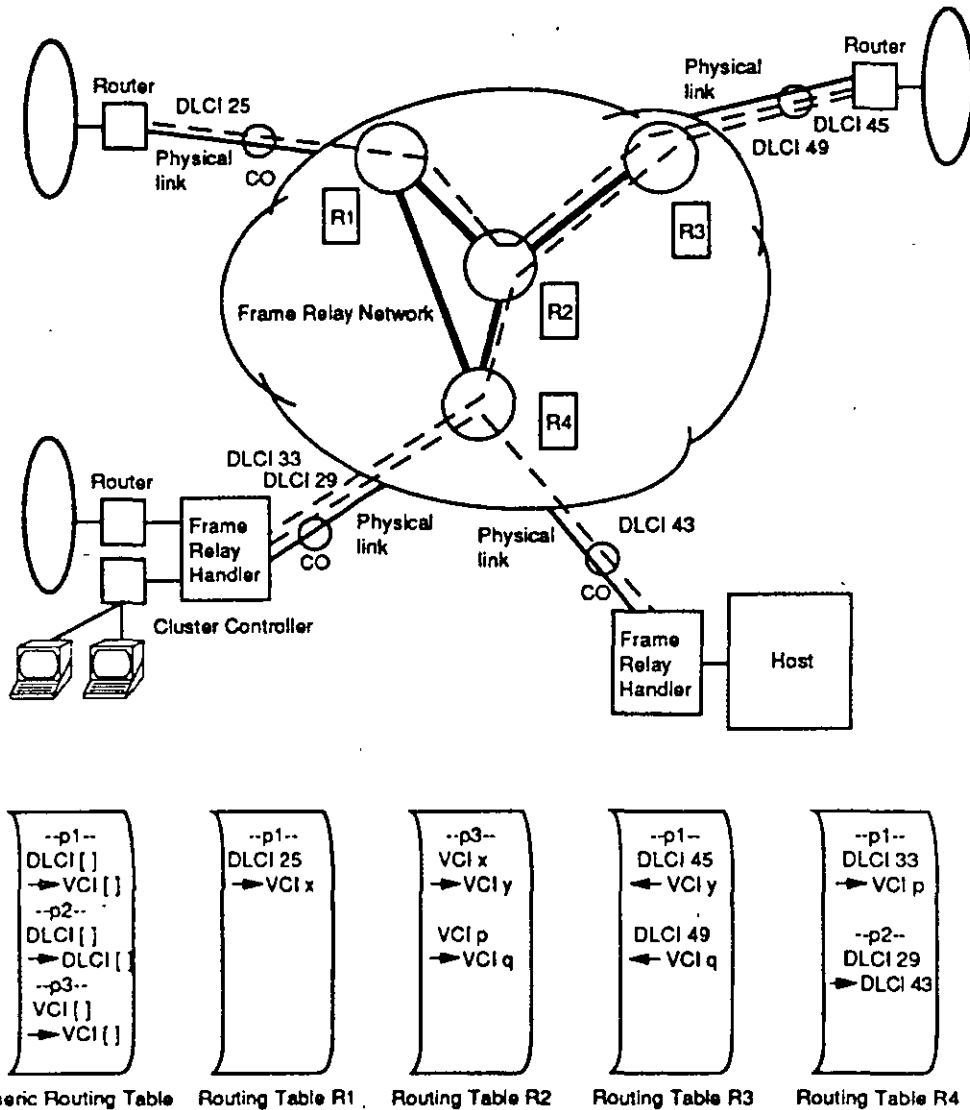 Router
DLCI 25
Physical
link
CO
R1
Physical
link
Router
DLCI 45
DLCI 49
R3
R2
Frame Relay Network
R4
DLCI 33
DLCI 29
Router
Frame
Relay
Handler
CO
Physical
link
Cluster Controller
Physical
link
DLCI 43
CO
Frame
Relay
Handler
Host
--p1--
DLCI [ ]
→ VCI [ ]
--p2--
DLCI [ ]
→ DLCI [ ]
--p3--
VCI [ ]
→ VCI [ ]
eric Routing Table
--p1--
DLCI 25
→ VCI x
Routing Table R1
--p3--
VCI x
→ VCI y
VCI p
→ VCI q
Routing Table R2
--p1--
DLCI 45
← VCI y
DLCI 49
← VCI q
Routing Table R3
--p1--
DLCI 33
→ VCI p
--p2--
DLCI 29
→ DLCI 43
Routing Table R4